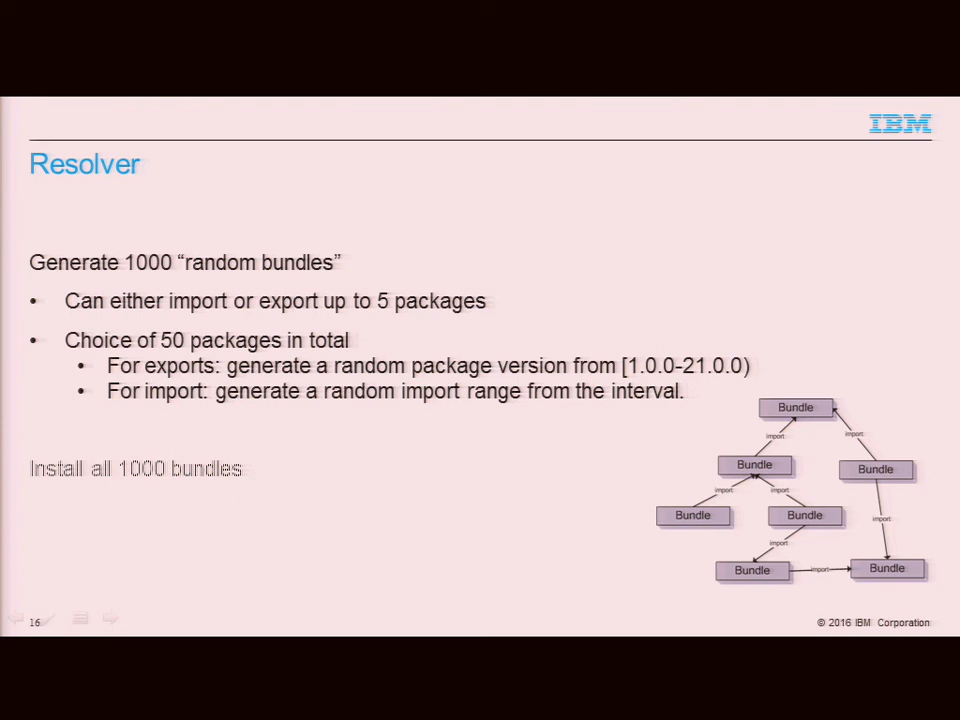 IBM
Resolver
Generate 1000 “random bundles”
• Can either import or export up to 5 packages
• Choice of 50 packages in total
• For exports: generate a random package version from [1.0.0-21.0.0)
• For import: generate a random import range from the interval.
Install all 1000 bundles
Bundle
import
import
Bundle
Bundle
import
import
Bundle
Bundle
import
import
Bundle
import
Bundle
16
© 2016 IBM Corporation